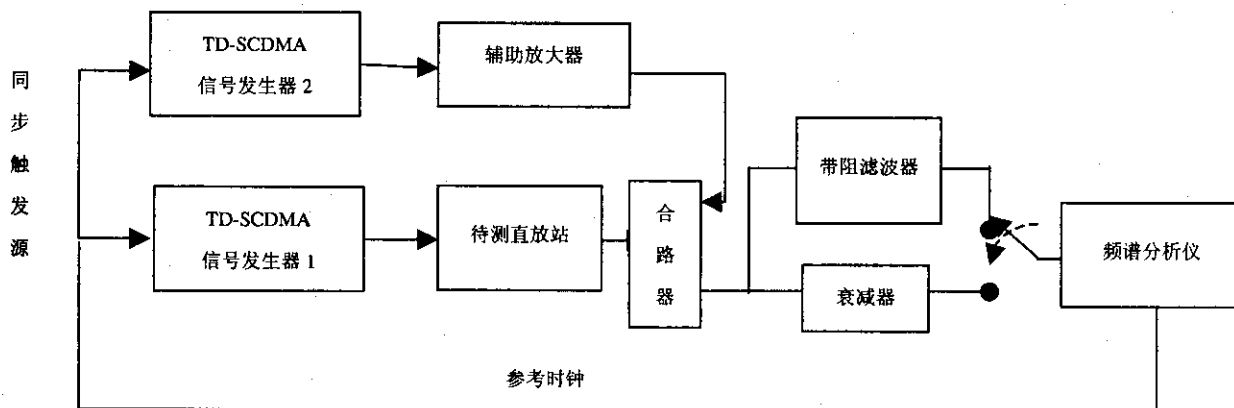 同步触发源
TD-SCDMA
信号发生器 2
辅助放大器
TD-SCDMA
信号发生器 1
待测直放站
合路器
带阻滤波器
衰减器
频谱分析仪
参考时钟